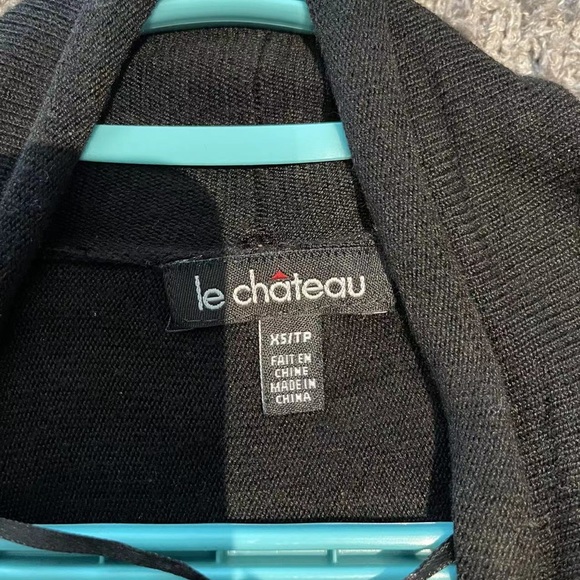 le château
XS/TP
FAIT EN
CHINE
MADE IN
CHINA